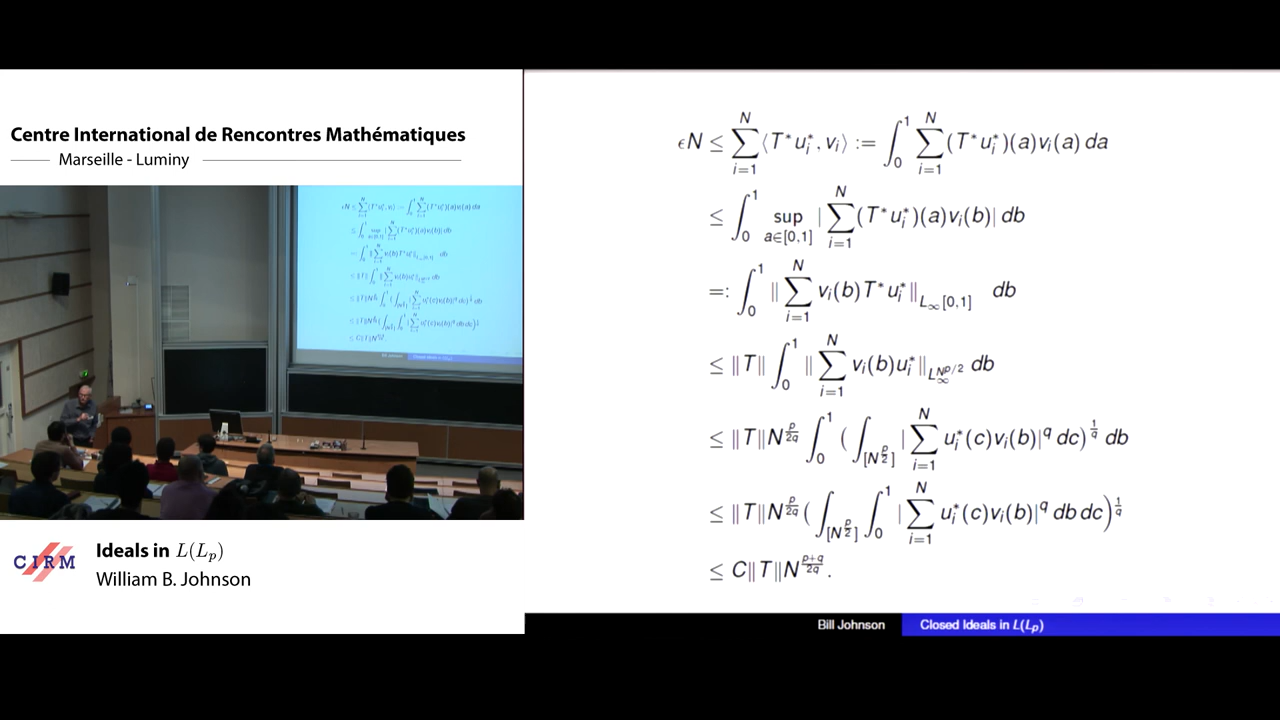 Centre International de Rencontres Mathématiques
Marseille - Luminy
CIRM
Ideals in L(L_p)
William B. Johnson
εN ≤ ∑_{i=1}^{N} ⟨T*u_i*, v_i⟩ := ∫_0^1 ∑_{i=1}^{N} (T*u_i*)(a)v_i(a) da
≤ ∫_0^1 sup_{a∈[0,1]} |∑_{i=1}^{N} (T*u_i*)(a)v_i(b)| db
=: ∫_0^1 ‖∑_{i=1}^{N} v_i(b)T*u_i*‖_{L_∞[0,1]} db
≤ ‖T‖ ∫_0^1 ‖∑_{i=1}^{N} v_i(b)u_i*‖_{L_∞^{N^{p/2}}} db
≤ ‖T‖N^{p/2q} ∫_0^1 (∫_{[N^{p/2}]} |∑_{i=1}^{N} u_i*(c)v_i(b)|^q dc)^{1/q} db
≤ ‖T‖N^{p/2q} (∫_{[N^{p/2}]} ∫_0^1 |∑_{i=1}^{N} u_i*(c)v_i(b)|^q db dc)^{1/q}
≤ C‖T‖N^{(p+q)/2q}.
Bill Johnson
Closed Ideals in L(L_p)